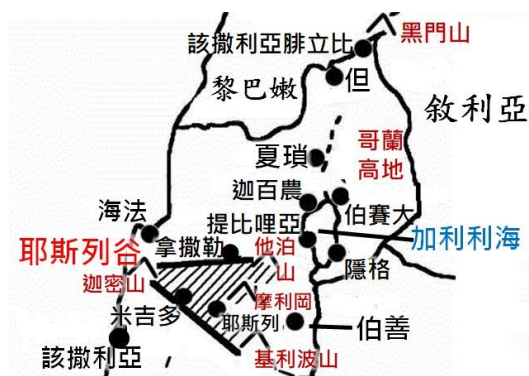 黑門山
該撒利亞腓立比
但
黎巴嫩
敘利亞
夏瑣
哥蘭
高地
迦百農
伯賽大
海法
提比哩亞
加利利海
耶斯列谷
拿撒勒
他泊
山
隱格
迦密山
米吉多
摩利岡
耶斯列
伯善
該撒利亞
基利波山